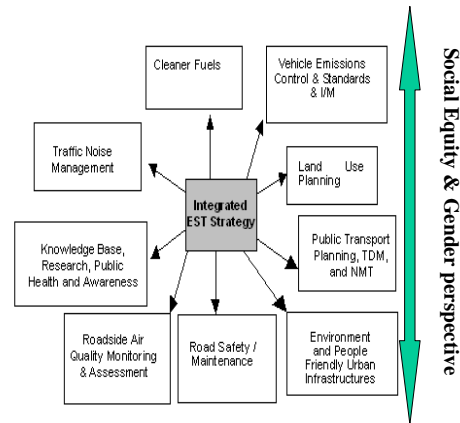 Cleaner Fuels
Vehicle Emissions
Control & Standards
& I/M
Traffic Noise
Management
Land Use
Planning
Integrated
EST Strategy
Knowledge Base,
Research, Public
Health and Awareness
Public Transport
Planning, TDM,
and NMT
Roadside Air
Quality Monitoring
& Assessment
Road Safety /
Maintenance
Environment
and People
Friendly Urban
Infrastructures
Social Equity & Gender perspective